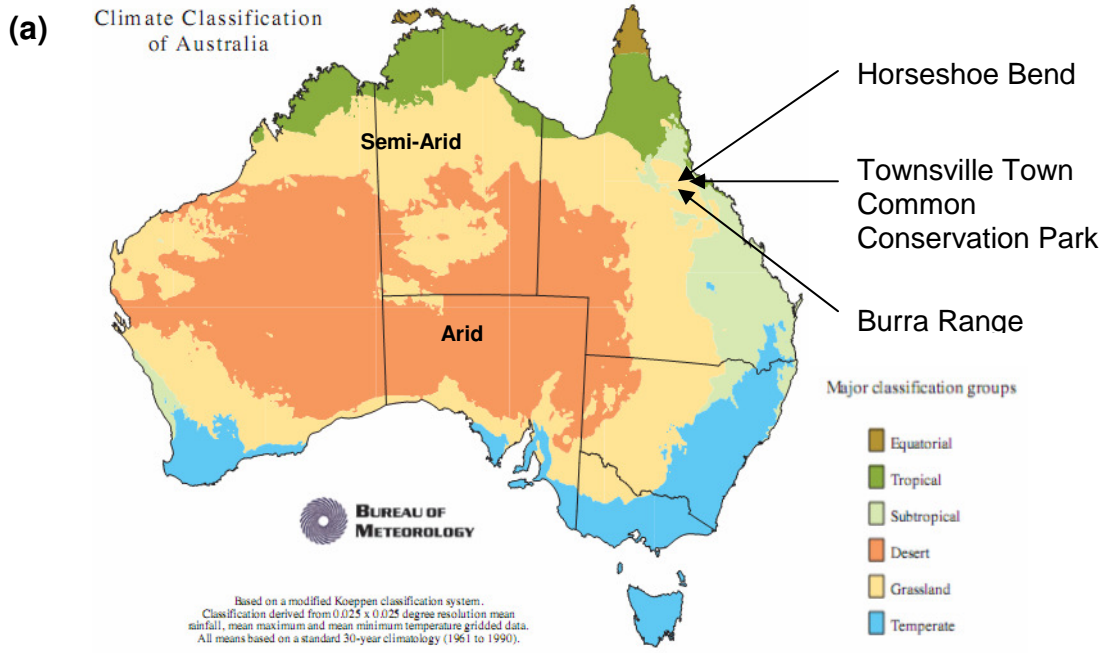 (a)
Climate Classification
of Australia
Semi-Arid
Arid
Horseshoe Bend
Townsville Town
Common
Conservation Park
Burra Range
Major classification groups
Equatorial
Tropical
Subtropical
Desert
Grassland
Temperate
BUREAU OF
METEOROLOGY
Based on a modified Koeppen classification system.
Classification derived from 0.025 x 0.025 degree resolution mean
rainfall, mean maximum and mean minimum temperature gridded data.
All means based on a standard 30-year climatology (1961 to 1990).